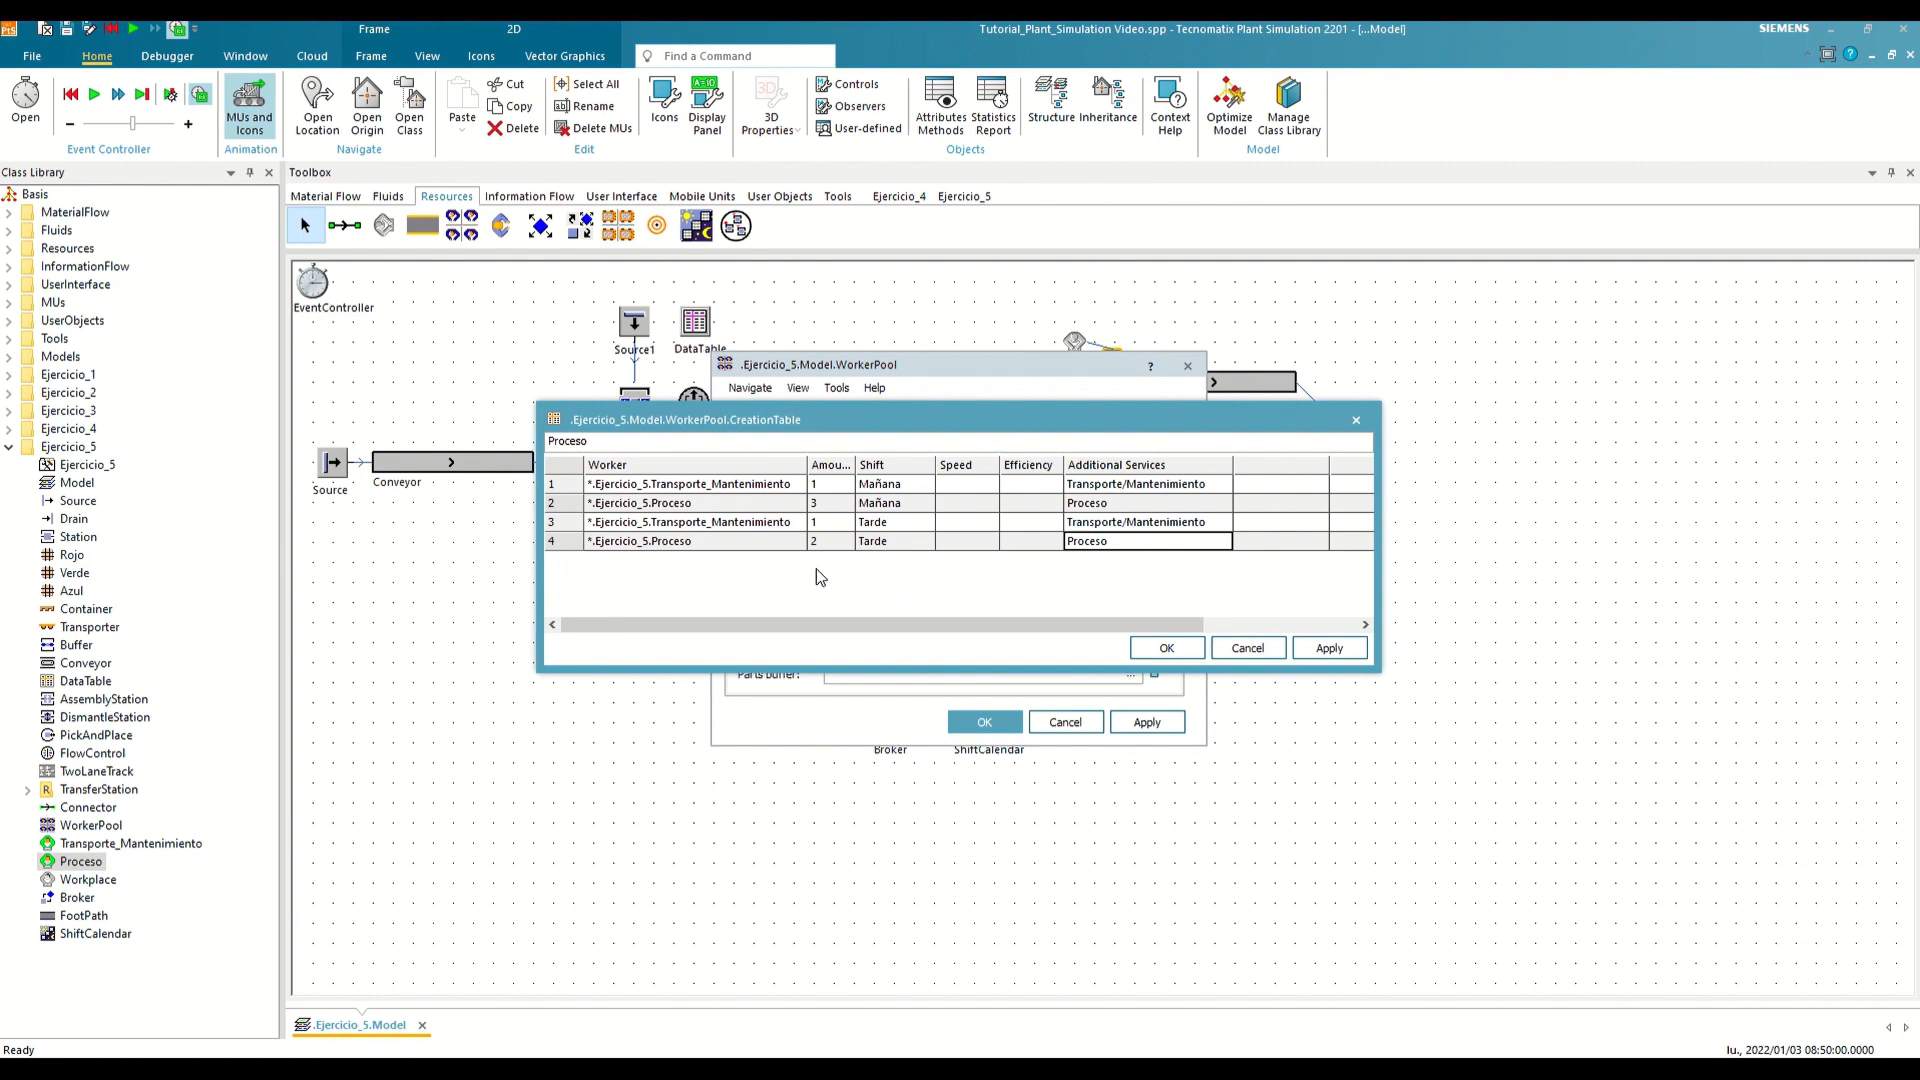 Frame 2D Tutorial_Plant_Simulation Video.spp - Tecnomatix Plant Simulation 2201 - [...Model] SIEMENS
File Home Debugger Window Cloud Frame View Icons Vector Graphics Find a Command
Open
MUs and Icons
Open Location
Open Origin
Open Class
Paste
Cut
Copy
Delete
Select All
Rename
Delete MUs
Icons
Display Panel
3D Properties
Controls
Observers
User-defined
Attributes Methods
Statistics Report
Structure
Inheritance
Context Help
Optimize Model
Manage Class Library
Event Controller Animation Navigate Edit Objects Model
Class Library
Basis
MaterialFlow
Fluids
Resources
InformationFlow
UserInterface
MUs
UserObjects
Tools
Models
Ejercicio_1
Ejercicio_2
Ejercicio_3
Ejercicio_4
Ejercicio_5
Ejercicio_5
Model
Source
Drain
Station
Rojo
Verde
Azul
Container
Transporter
Buffer
Conveyor
DataTable
AssemblyStation
DismantleStation
PickAndPlace
FlowControl
TwoLaneTrack
TransferStation
Connector
WorkerPool
Transporte_Mantenimiento
Proceso
Workplace
Broker
FootPath
ShiftCalendar
Toolbox
Material Flow Fluids Resources Information Flow User Interface Mobile Units User Objects Tools Ejercicio_4 Ejercicio_5
EventController
Source1
DataTable
Source
Conveyor
.Ejercicio_5.Model.WorkerPool ?
Navigate View Tools Help
.Ejercicio_5.Model.WorkerPool.CreationTable
Proceso
Worker Amou... Shift Speed Efficiency Additional Services
1 *.Ejercicio_5.Transporte_Mantenimiento 1 Mañana Transporte/Mantenimiento
2 *.Ejercicio_5.Proceso 3 Mañana Proceso
3 *.Ejercicio_5.Transporte_Mantenimiento 1 Tarde Transporte/Mantenimiento
4 *.Ejercicio_5.Proceso 2 Tarde Proceso
OK Cancel Apply
Parts buffer: ...
OK Cancel Apply
Broker
ShiftCalendar
.Ejercicio_5.Model
Ready lu., 2022/01/03 08:50:00.0000